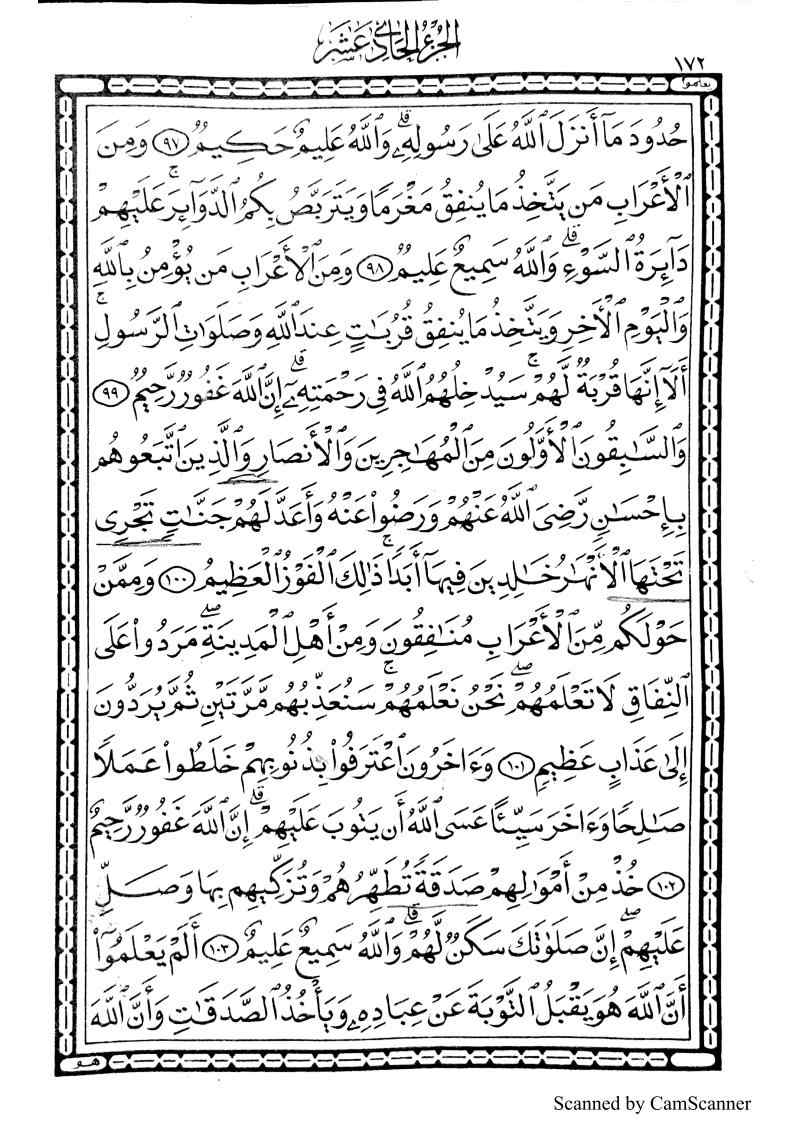 الجزء الحادي عشر
١٧٢
يعلموا
حُدُودَ مَآ أَنزَلَ ٱللَّهُ عَلَىٰ رَسُولِهِۦۗ وَٱللَّهُ عَلِيمٌ حَكِيمٌ ٩٧ وَمِنَ
ٱلْأَعْرَابِ مَن يَتَّخِذُ مَا يُنفِقُ مَغْرَمًا وَيَتَرَبَّصُ بِكُمُ ٱلدَّوَآئِرَۚ عَلَيْهِمْ
دَآئِرَةُ ٱلسَّوْءِۗ وَٱللَّهُ سَمِيعٌ عَلِيمٌ ٩٨ وَمِنَ ٱلْأَعْرَابِ مَن يُؤْمِنُ بِٱللَّهِ
وَٱلْيَوْمِ ٱلْأَخِرِ وَيَتَّخِذُ مَا يُنفِقُ قُرُبَٰتٍ عِندَ ٱللَّهِ وَصَلَوَٰتِ ٱلرَّسُولِۚ
أَلَآ إِنَّهَا قُرْبَةٌ لَّهُمْۚ سَيُدْخِلُهُمُ ٱللَّهُ فِى رَحْمَتِهِۦٓۗ إِنَّ ٱللَّهَ غَفُورٌ رَّحِيمٌ ٩٩
وَٱلسَّٰبِقُونَ ٱلْأَوَّلُونَ مِنَ ٱلْمُهَٰجِرِينَ وَٱلْأَنصَارِ وَٱلَّذِينَ ٱتَّبَعُوهُم
بِإِحْسَٰنٍ رَّضِىَ ٱللَّهُ عَنْهُمْ وَرَضُوا۟ عَنْهُ وَأَعَدَّ لَهُمْ جَنَّٰتٍ تَجْرِى
تَحْتَهَا ٱلْأَنْهَٰرُ خَٰلِدِينَ فِيهَآ أَبَدًاۚ ذَٰلِكَ ٱلْفَوْزُ ٱلْعَظِيمُ ١٠٠ وَمِمَّنْ
حَوْلَكُم مِّنَ ٱلْأَعْرَابِ مُنَٰفِقُونَۖ وَمِنْ أَهْلِ ٱلْمَدِينَةِۖ مَرَدُوا۟ عَلَى
ٱلنِّفَاقِ لَا تَعْلَمُهُمْۖ نَحْنُ نَعْلَمُهُمْۚ سَنُعَذِّبُهُم مَّرَّتَيْنِ ثُمَّ يُرَدُّونَ
إِلَىٰ عَذَابٍ عَظِيمٍ ١٠١ وَءَاخَرُونَ ٱعْتَرَفُوا۟ بِذُنُوبِهِمْ خَلَطُوا۟ عَمَلًا
صَٰلِحًا وَءَاخَرَ سَيِّئًا عَسَى ٱللَّهُ أَن يَتُوبَ عَلَيْهِمْۗ إِنَّ ٱللَّهَ غَفُورٌ رَّحِيمٌ
١٠٢ خُذْ مِنْ أَمْوَٰلِهِمْ صَدَقَةً تُطَهِّرُهُمْ وَتُزَكِّيهِم بِهَا وَصَلِّ
عَلَيْهِمْۖ إِنَّ صَلَوٰتَكَ سَكَنٌ لَّهُمْۗ وَٱللَّهُ سَمِيعٌ عَلِيمٌ ١٠٣ أَلَمْ يَعْلَمُوٓا۟
أَنَّ ٱللَّهَ هُوَ يَقْبَلُ ٱلتَّوْبَةَ عَنْ عِبَادِهِۦ وَيَأْخُذُ ٱلصَّدَقَٰتِ وَأَنَّ ٱللَّهَ
هو
Scanned by CamScanner